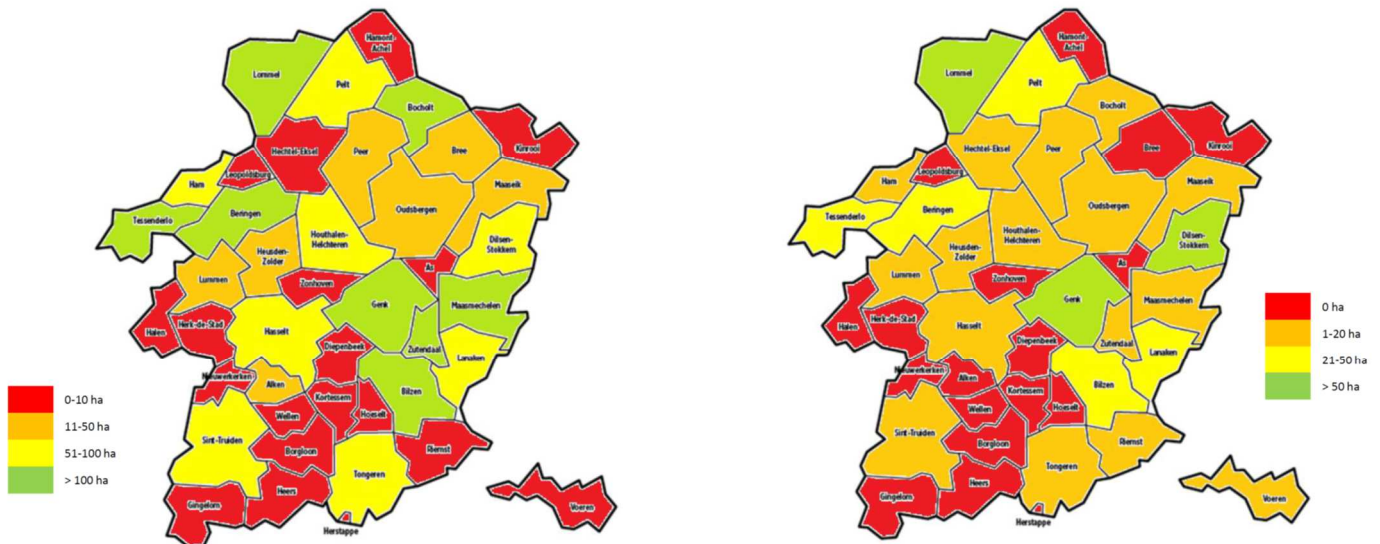 Hamont-
Achel
Lommel
Pelt
Bocholt
Hechtel-Eksel
Peer
Bree
Kinrooi
Leopoldsburg
Ham
Maaseik
Tessenderlo
Beringen
Oudsbergen
Houthalen-
Helchteren
Dilsen-
Stokkem
Heusden-
Zolder
As
Lummen
Zonhoven
Genk
Maasmechelen
Halen
Herk-de-Stad
Hasselt
Diepenbeek
Zutendaal
Lanaken
Nieuwerkerken
Alken
Bilzen
Kortessem
Hoeselt
Wellen
Sint-Truiden
Borgloon
Riemst
Tongeren
Heers
Gingelom
Voeren
Herstappe
0-10 ha
11-50 ha
51-100 ha
> 100 ha
Hamont-
Achel
Lommel
Pelt
Bocholt
Hechtel-Eksel
Peer
Bree
Kinrooi
Leopoldsburg
Ham
Maaseik
Tessenderlo
Beringen
Oudsbergen
Houthalen-
Helchteren
Dilsen-
Stokkem
Heusden-
Zolder
As
Lummen
Zonhoven
Genk
Maasmechelen
Halen
Herk-de-Stad
Hasselt
Diepenbeek
Zutendaal
Lanaken
Nieuwerkerken
Alken
Bilzen
Kortessem
Hoeselt
Wellen
Sint-Truiden
Borgloon
Riemst
Tongeren
Heers
Gingelom
Voeren
Herstappe
0 ha
1-20 ha
21-50 ha
> 50 ha